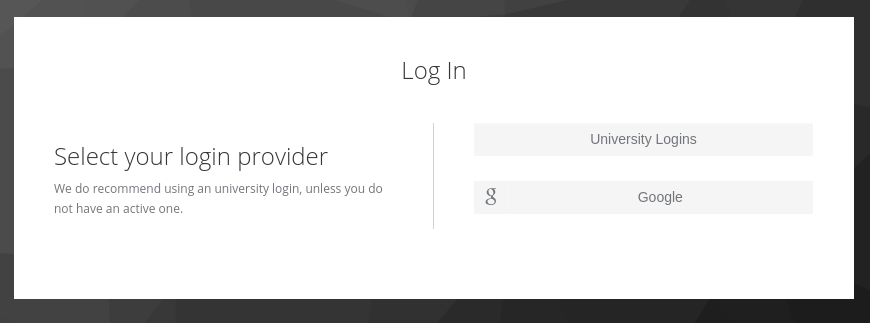 Log In
Select your login provider
We do recommend using an university login, unless you do
not have an active one.
University Logins
g
Google